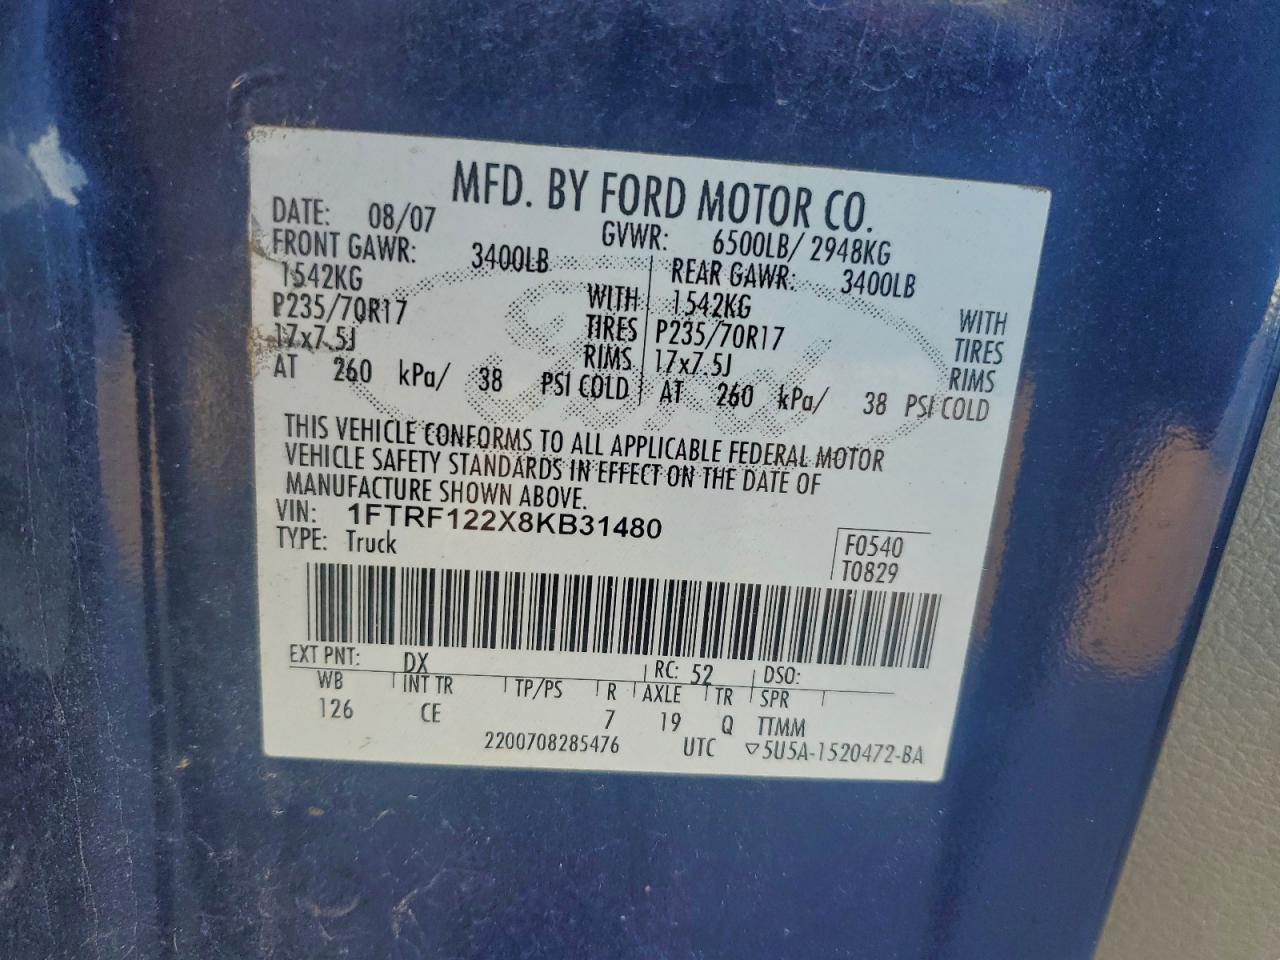 MFD. BY FORD MOTOR CO.
DATE: 08/07 GVWR: 6500LB/ 2948KG
FRONT GAWR: 3400LB REAR GAWR: 3400LB
1542KG WITH 1542KG WITH
P235/70R17 TIRES P235/70R17 TIRES
17x7.5J RIMS 17x7.5J RIMS
AT 260 kPa/ 38 PSI COLD AT 260 kPa/ 38 PSI COLD
THIS VEHICLE CONFORMS TO ALL APPLICABLE FEDERAL MOTOR
VEHICLE SAFETY STANDARDS IN EFFECT ON THE DATE OF
MANUFACTURE SHOWN ABOVE.
VIN: 1FTRF122X8KB31480
TYPE: Truck
F0540
T0829
EXT PNT: DX RC: 52 DSO:
WB INT TR TP/PS R AXLE TR SPR
126 CE 7 19 Q TTMM
2200708285476 UTC ▽5U5A-1520472-BA